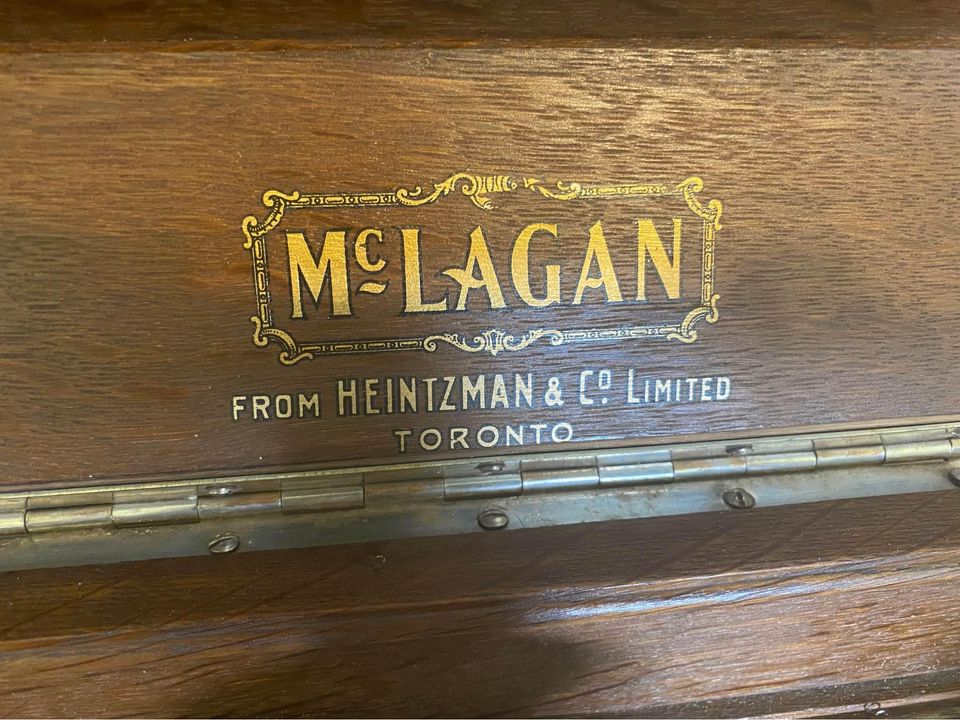 McLAGAN
FROM HEINTZMAN & Co. LIMITED
TORONTO